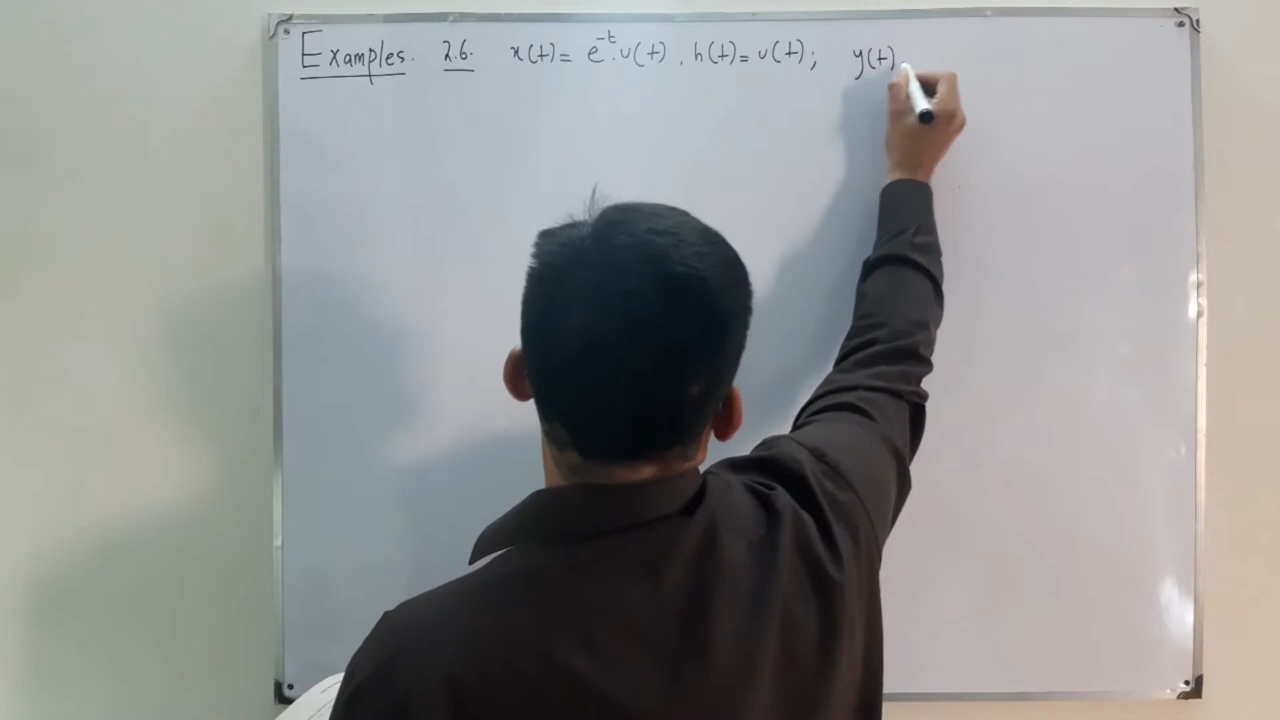 Examples. 2.6. x(t)= e^-t.u(t), h(t)=u(t); y(t)